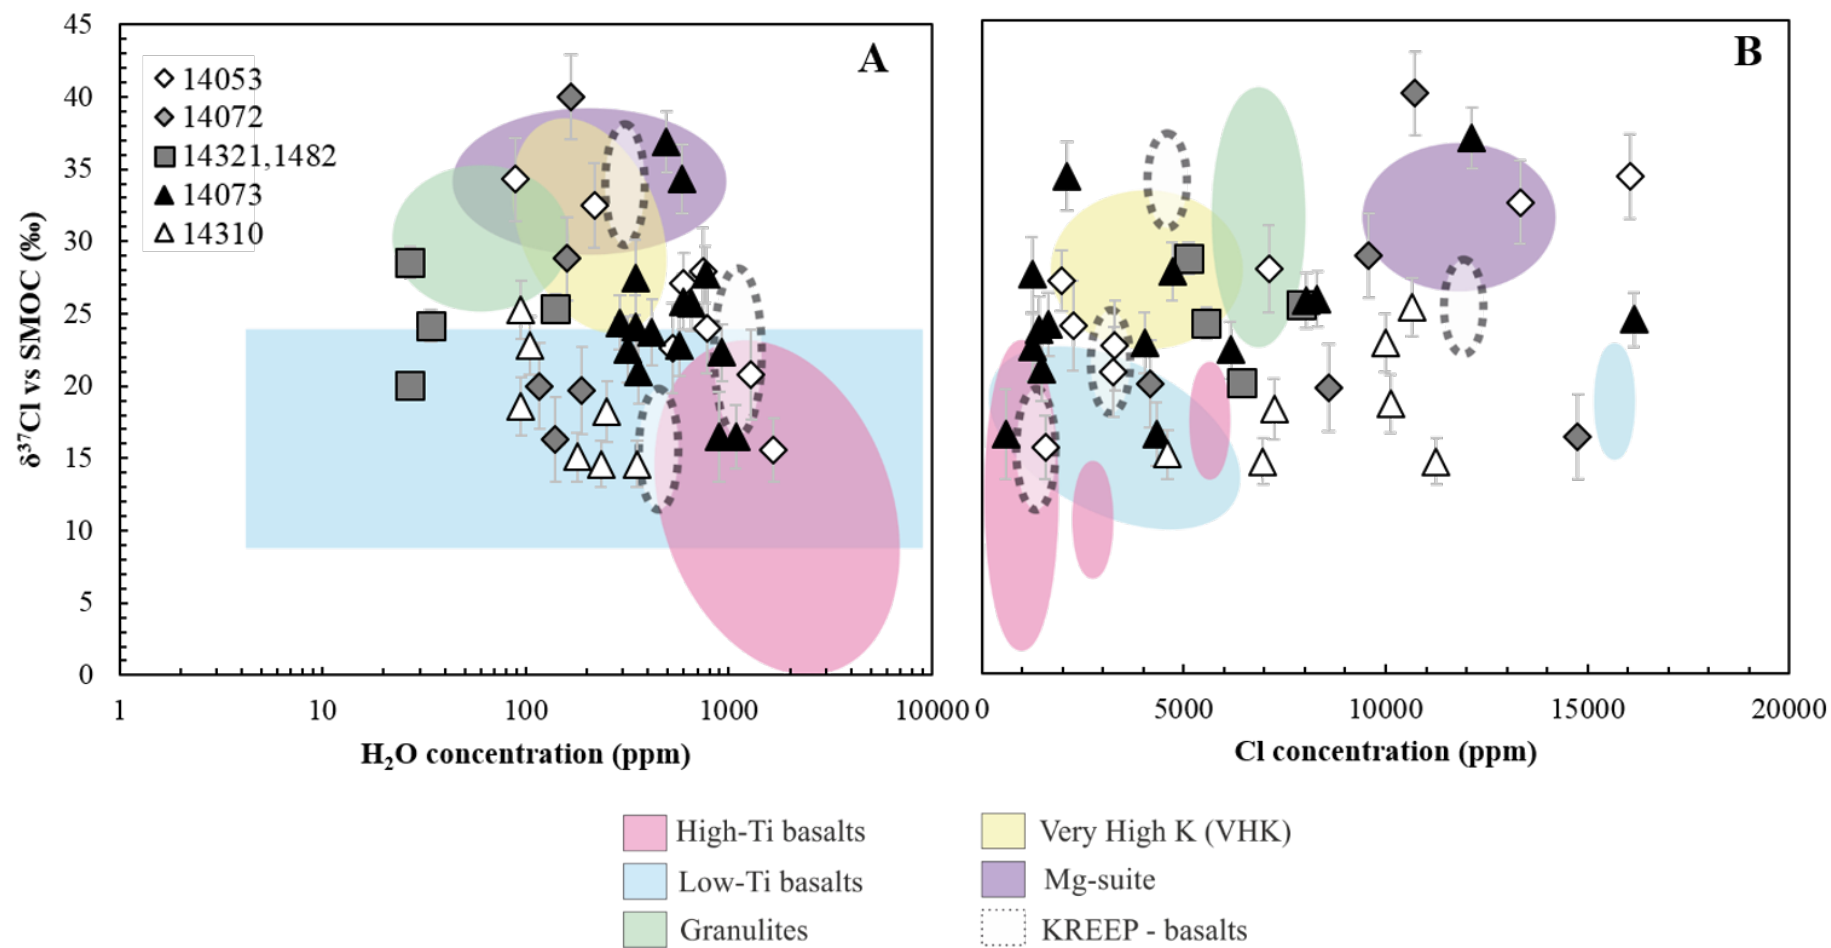 A
B
14053
14072
14321,1482
14073
14310
δ³⁷Cl vs SMOC (‰)
45
40
35
30
25
20
15
10
5
0
1
10
100
1000
10000
0
5000
10000
15000
20000
H₂O concentration (ppm)
Cl concentration (ppm)
High-Ti basalts
Very High K (VHK)
Low-Ti basalts
Mg-suite
Granulites
KREEP - basalts